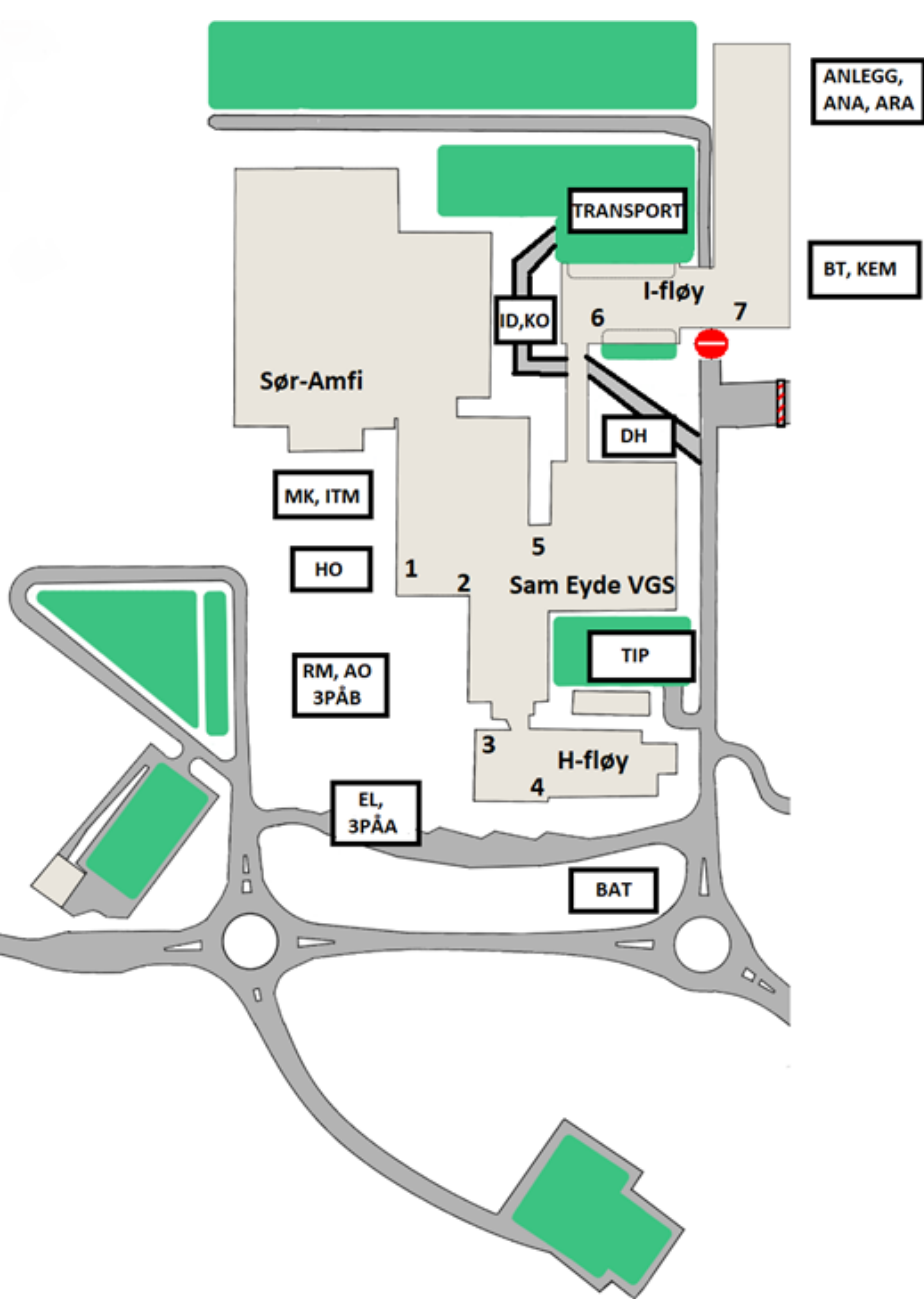 ANLEGG,
ANA, ARA
TRANSPORT
BT, KEM
I-fløy
7
6
ID,KO
Sør-Amfi
DH
MK, ITM
5
HO
1
2
Sam Eyde VGS
TIP
RM, AO
3PÅB
3
H-fløy
4
EL,
3PÅA
BAT